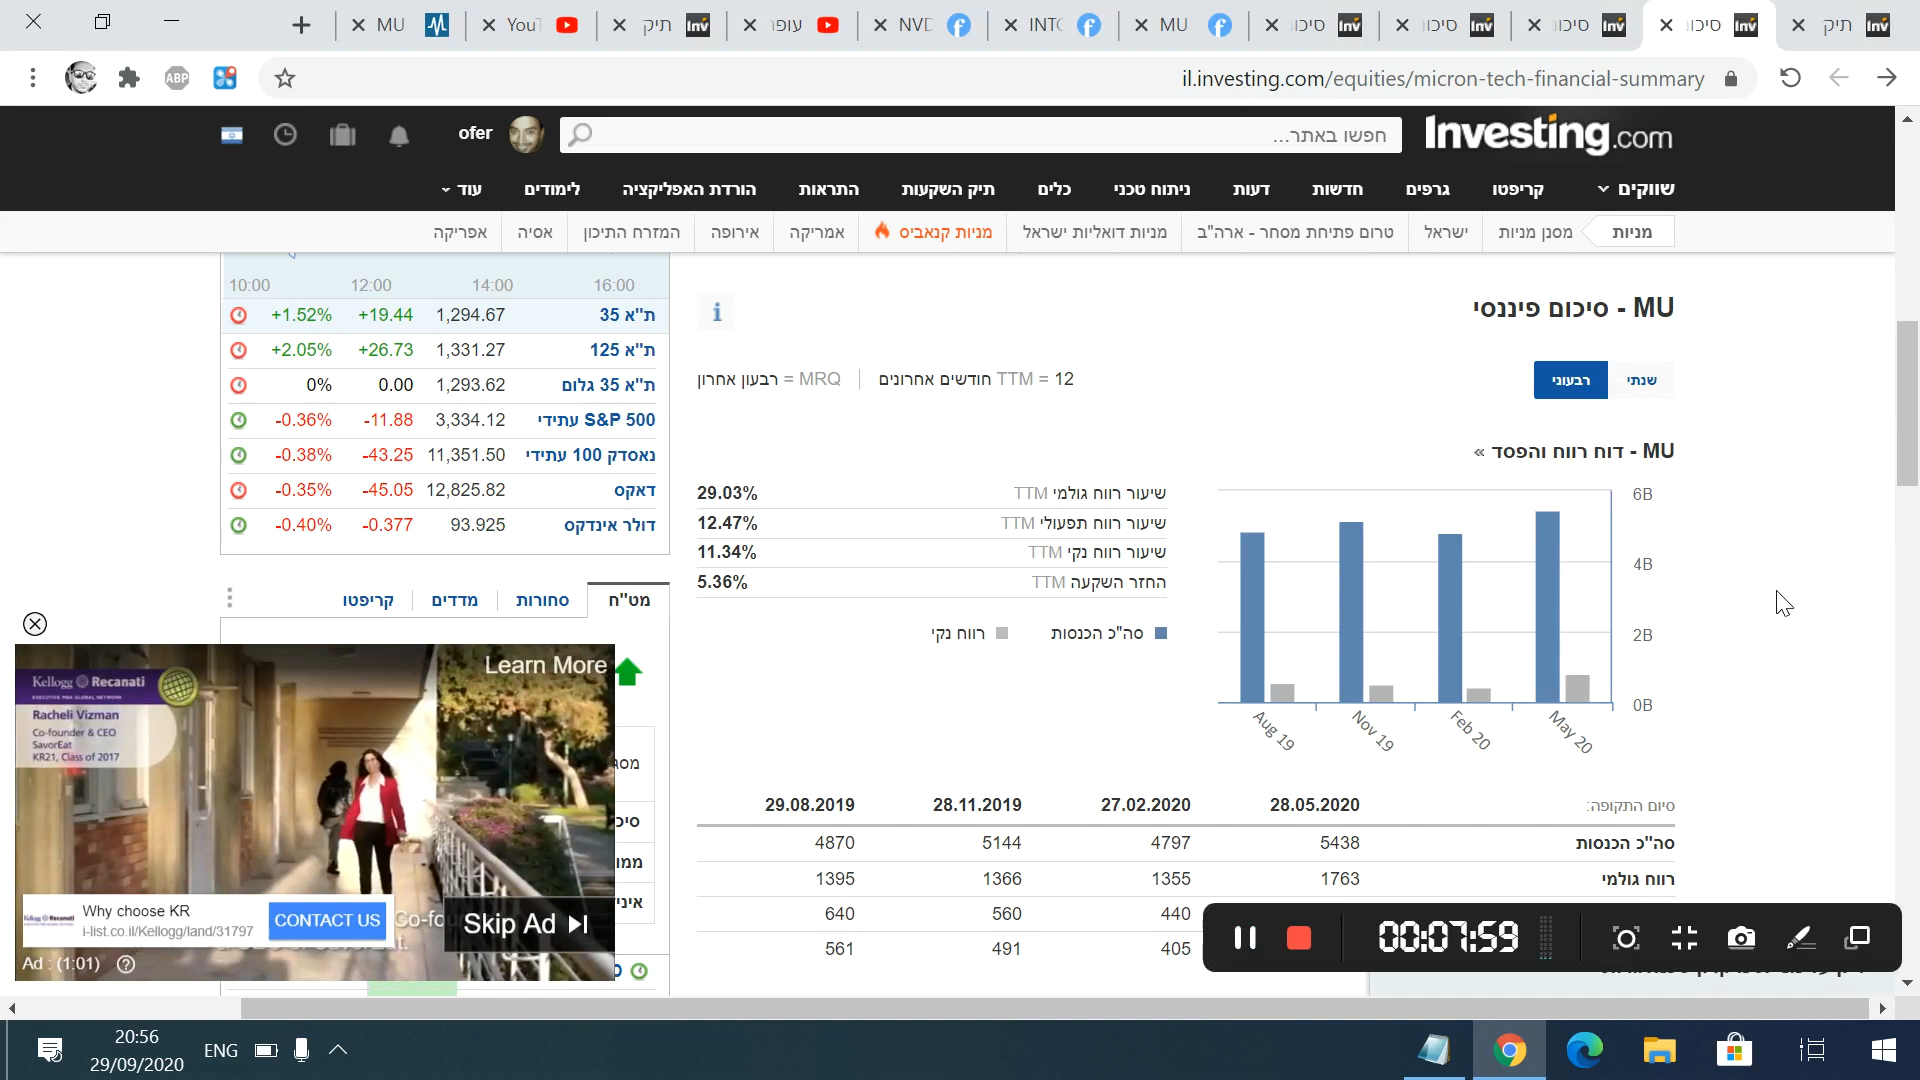 MU
YouT
תיק
עופר
NVD
INTC
MU
סיכום
סיכום
סיכום
סיכום
תיק
ABP
il.investing.com/equities/micron-tech-financial-summary
ofer
חפשו באתר...
Investing.com
שווקים
קריפטו
גרפים
חדשות
דעות
ניתוח טכני
כלים
תיק השקעות
התראות
הורדת האפליקציה
לימודים
עוד
מניות
מסנן מניות
ישראל
טרום פתיחת מסחר - ארה"ב
מניות דואליות ישראל
מניות קנאביס
אמריקה
אירופה
המזרח התיכון
אסיה
אפריקה
10:00 12:00 14:00 16:00
ת"א 35 1,294.67 +19.44 +1.52%
ת"א 125 1,331.27 +26.73 +2.05%
ת"א 35 גלום 1,293.62 0.00 0%
S&P 500 עתידי 3,334.12 -11.88 -0.36%
נאסדק 100 עתידי 11,351.50 -43.25 -0.38%
דאקס 12,825.82 -45.05 -0.35%
דולר אינדקס 93.925 -0.377 -0.40%
מט"ח
סחורות
מדדים
קריפטו
MU - סיכום פיננסי
שנתי
רבעוני
TTM = 12 חודשים אחרונים
MRQ = רבעון אחרון
MU - דוח רווח והפסד »
שיעור רווח גולמי TTM 29.03%
שיעור רווח תפעולי TTM 12.47%
שיעור רווח נקי TTM 11.34%
החזר השקעה TTM 5.36%
סה"כ הכנסות
רווח נקי
6B
4B
2B
0B
Aug 19
Nov 19
Feb 20
May 20
סיום התקופה: 28.05.2020 27.02.2020 28.11.2019 29.08.2019
סה"כ הכנסות 5438 4797 5144 4870
רווח גולמי 1763 1355 1366 1395
440 560 640
405 491 561
Learn More
Kellogg Recanati
EXECUTIVE MBA GLOBAL NETWORK
Racheli Vizman
Co-founder & CEO
SavorEat
KR21, Class of 2017
Why choose KR
i-list.co.il/Kellogg/land/31797
CONTACT US
Skip Ad
Ad : (1:01)
00:07:59
20:56
29/09/2020
ENG